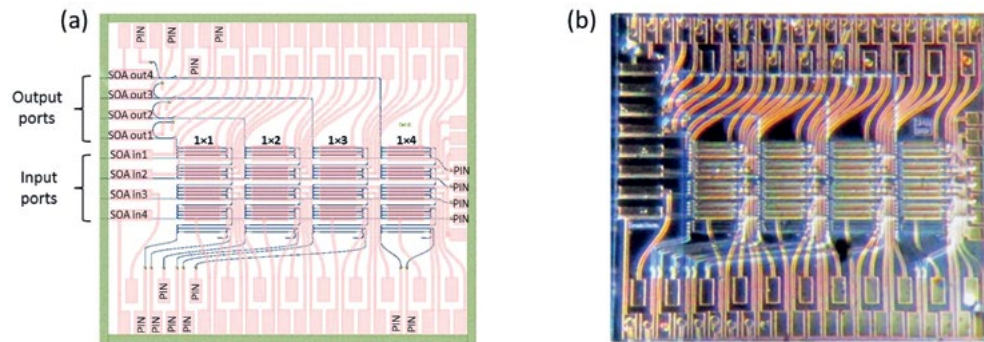 (a)
PIN PIN PIN
PIN
SOA out4
SOA out3
SOA out2
SOA out1
Output
ports
1×1 1×2 1×3 1×4
SOA in1
SOA in2
SOA in3
SOA in4
Input
ports
PIN
PIN
PIN
PIN
PIN PIN
PIN PIN PIN PIN PIN PIN
(b)